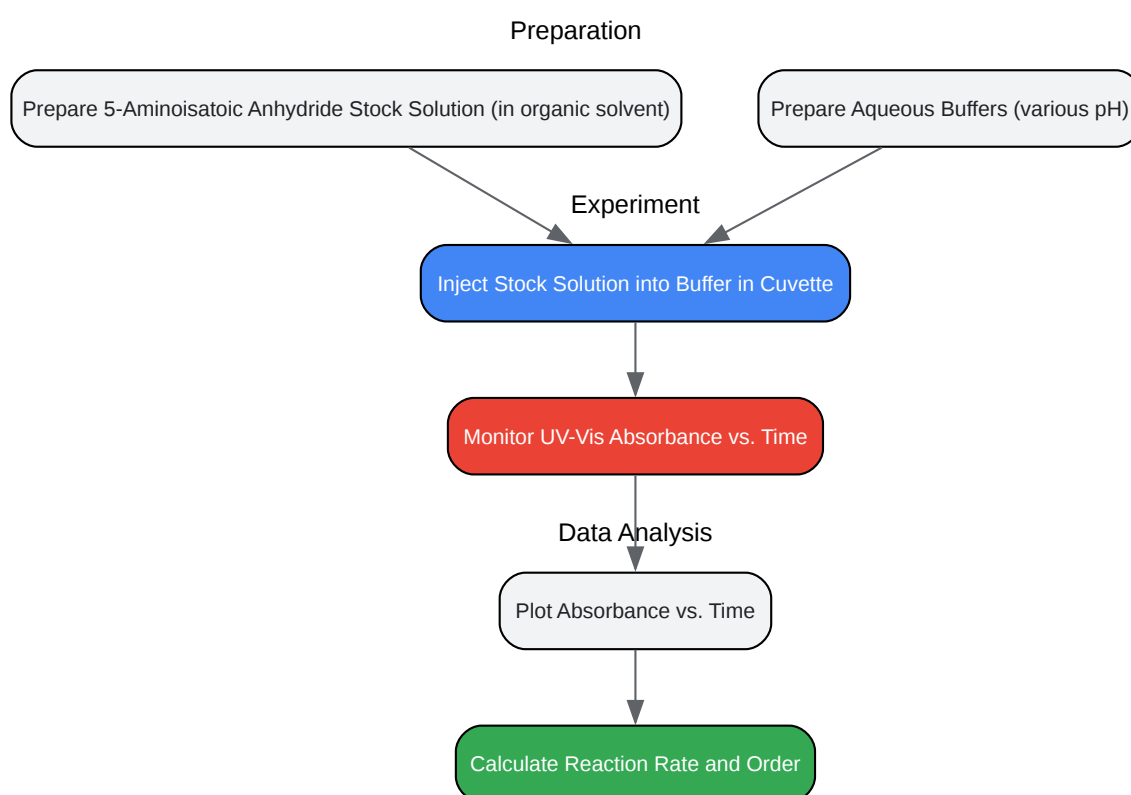 Preparation
Prepare 5-Aminoisatoic Anhydride Stock Solution (in organic solvent)
Prepare Aqueous Buffers (various pH)
Experiment
Inject Stock Solution into Buffer in Cuvette
Monitor UV-Vis Absorbance vs. Time
Data Analysis
Plot Absorbance vs. Time
Calculate Reaction Rate and Order